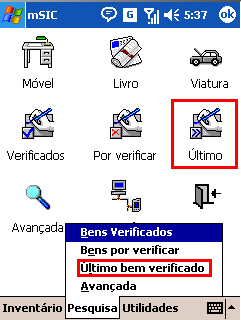 mSIC G 5:37 ok
Móvel Livro Viatura
Verificados Por verificar Último
Avançada
Bens Verificados
Bens por verificar
Último bem verificado
Avançada
Inventário Pesquisa Utilidades